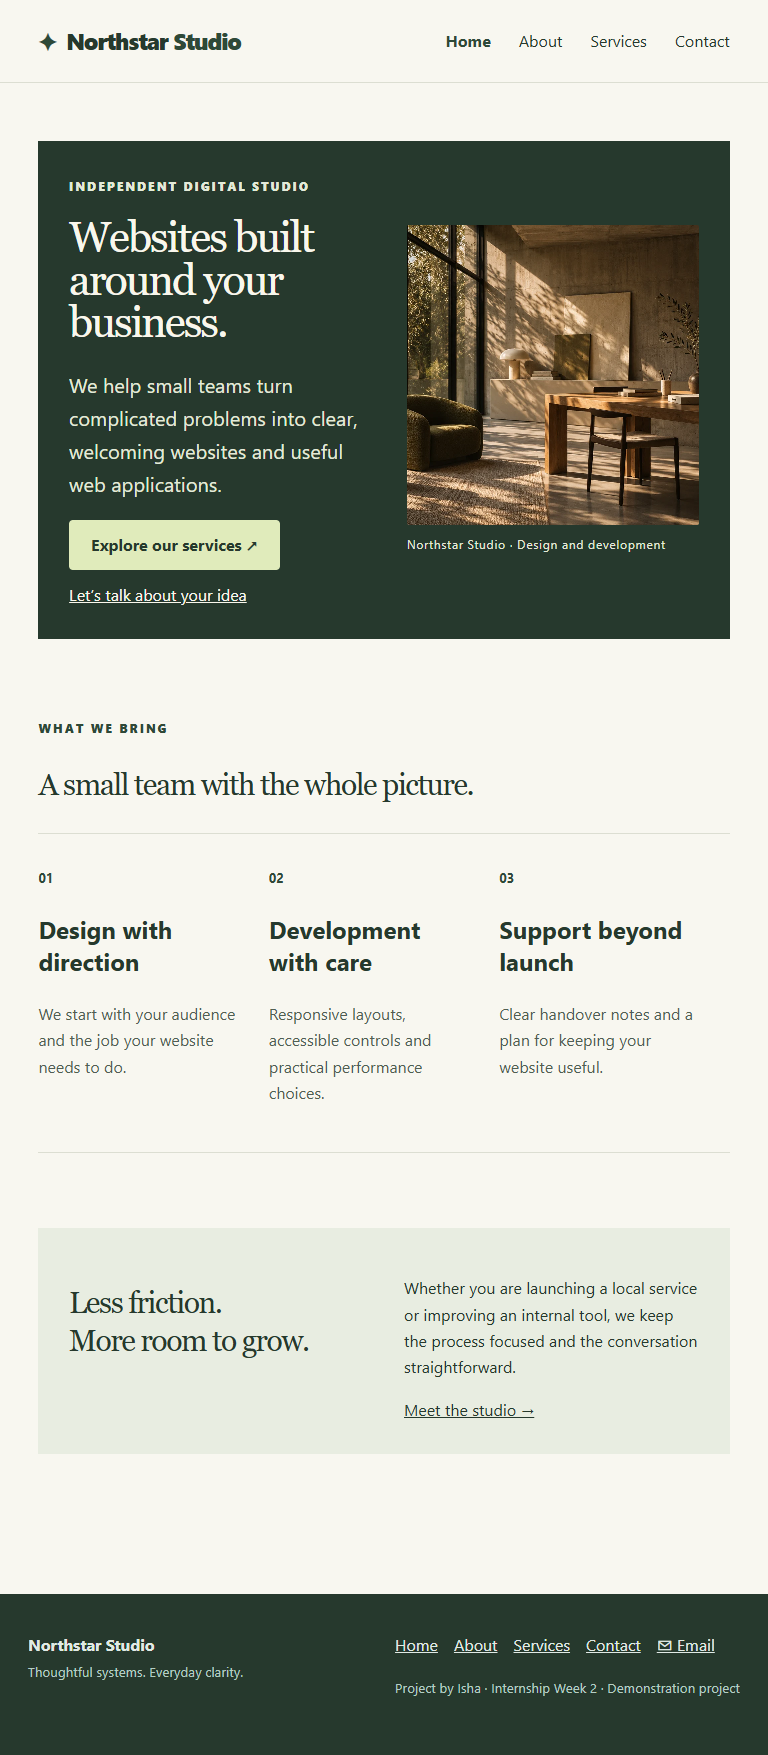 ✦ Northstar Studio
Home About Services Contact
INDEPENDENT DIGITAL STUDIO
Websites built
around your
business.
We help small teams turn
complicated problems into clear,
welcoming websites and useful
web applications.
Explore our services ↗
Let's talk about your idea
Northstar Studio · Design and development
WHAT WE BRING
A small team with the whole picture.
01
Design with
direction
We start with your audience
and the job your website
needs to do.
02
Development
with care
Responsive layouts,
accessible controls and
practical performance
choices.
03
Support beyond
launch
Clear handover notes and a
plan for keeping your
website useful.
Less friction.
More room to grow.
Whether you are launching a local service
or improving an internal tool, we keep
the process focused and the conversation
straightforward.
Meet the studio →
Northstar Studio
Thoughtful systems. Everyday clarity.
Home About Services Contact ✉ Email
Project by Isha · Internship Week 2 · Demonstration project